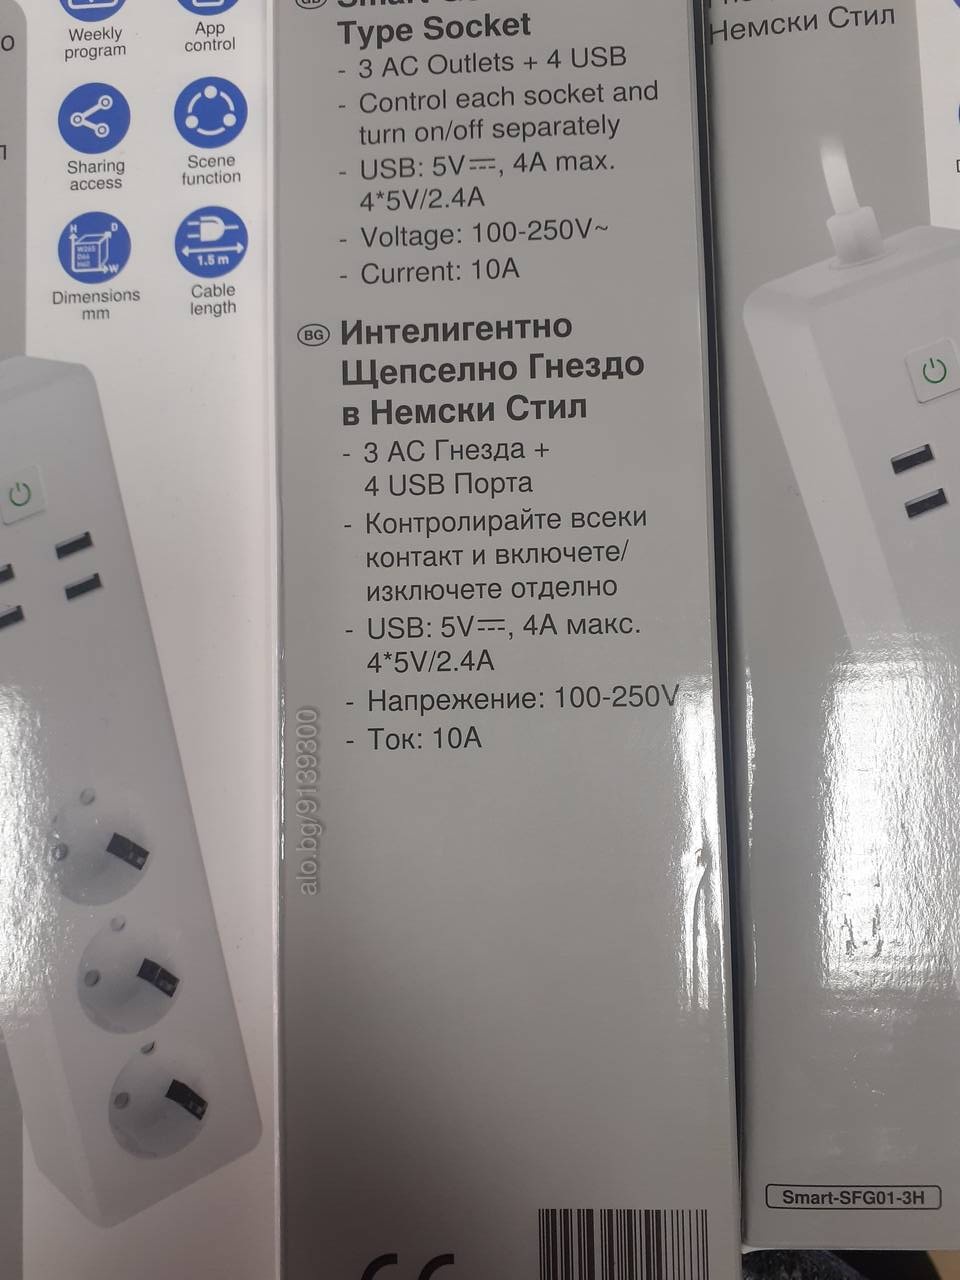 Weekly
program
App
control
Sharing
access
Scene
function
H
D
W
1.5 m
Dimensions
mm
Cable
length
GB
Type Socket
- 3 AC Outlets + 4 USB
- Control each socket and
turn on/off separately
- USB: 5V⎓, 4A max.
4*5V/2.4A
- Voltage: 100-250V~
- Current: 10A
BG Интелигентно
Щепселно Гнездо
в Немски Стил
- 3 AC Гнезда +
4 USB Порта
- Контролирайте всеки
контакт и включете/
изключете отделно
- USB: 5V⎓, 4A макс.
4*5V/2.4A
- Напрежение: 100-250V
- Ток: 10A
alo.bg/9139300
Немски Стил
Smart-SFG01-3H
CE